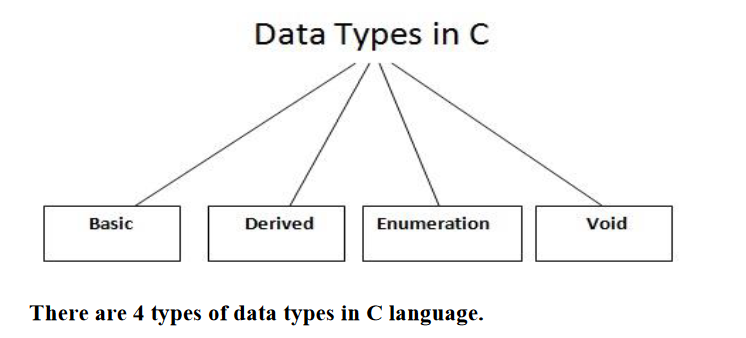 Data Types in C
Basic Derived Enumeration Void
There are 4 types of data types in C language.